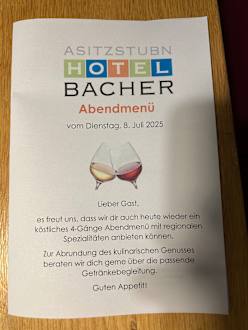 ASITZSTUBN
HOTEL
BACHER
Abendmenü
vom Dienstag, 8. Juli 2025
Lieber Gast,
es freut uns, dass wir dir auch heute wieder ein
köstliches 4-Gänge Abendmenü mit regionalen
Spezialitäten anbieten können.
Zur Abrundung des kulinarischen Genusses
beraten wir dich gerne über die passende
Getränkebegleitung.
Guten Appetit!